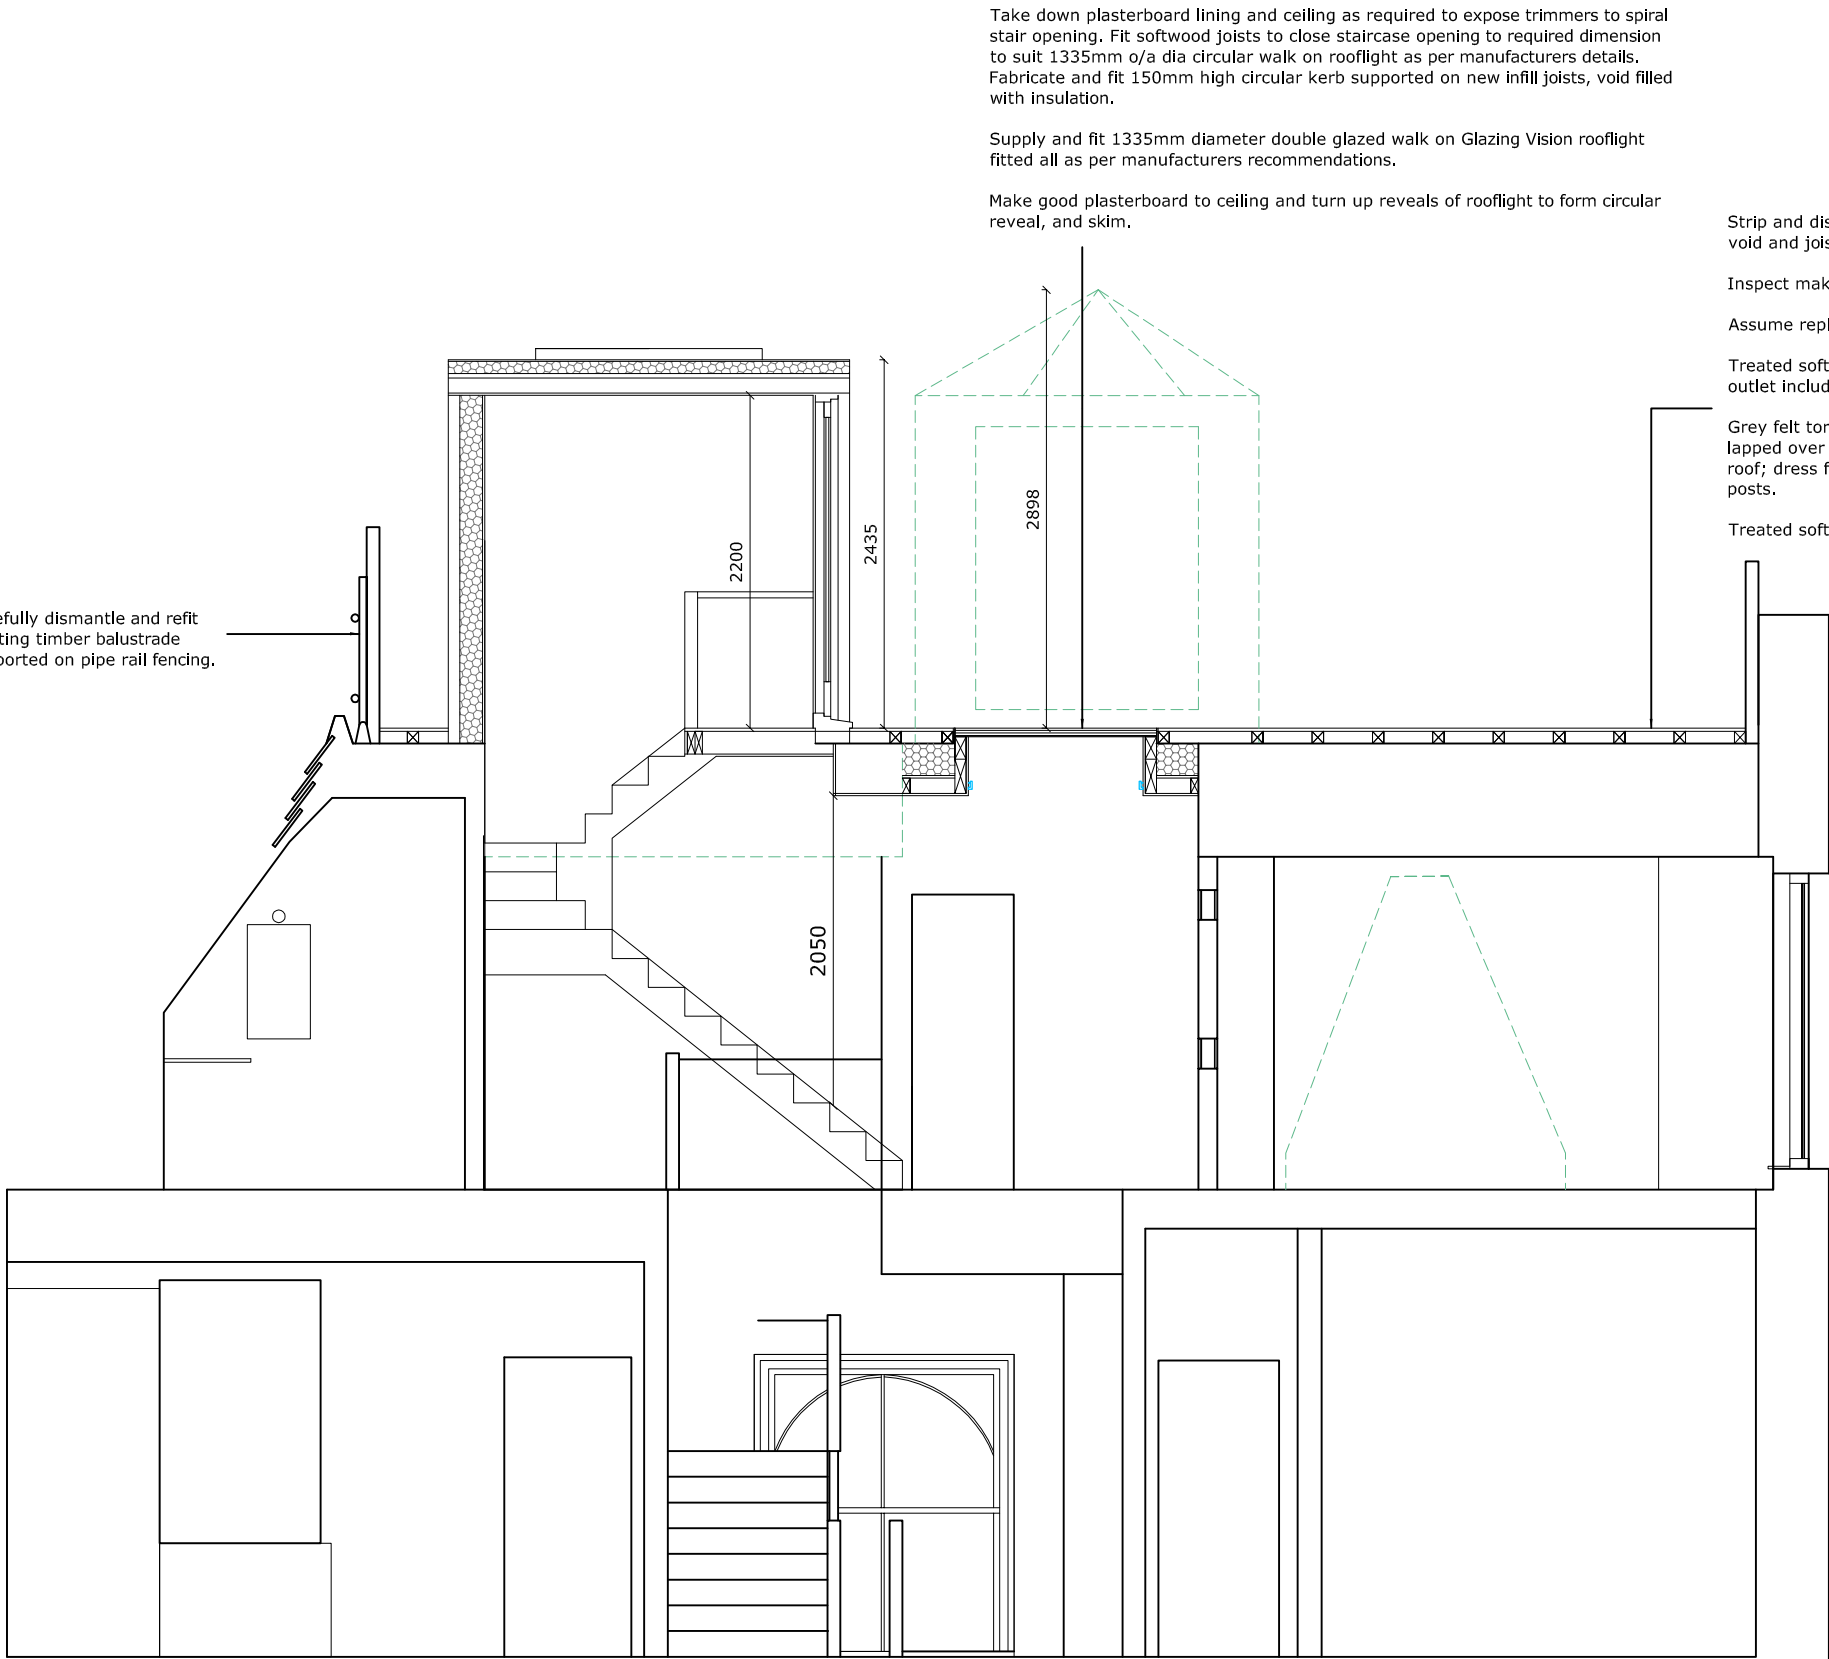 Take down plasterboard lining and ceiling as required to expose trimmers to spiral
stair opening. Fit softwood joists to close staircase opening to required dimension
to suit 1335mm o/a dia circular walk on rooflight as per manufacturers details.
Fabricate and fit 150mm high circular kerb supported on new infill joists, void filled
with insulation.
Supply and fit 1335mm diameter double glazed walk on Glazing Vision rooflight
fitted all as per manufacturers recommendations.
Make good plasterboard to ceiling and turn up reveals of rooflight to form circular
reveal, and skim.
Strip and dis
void and jois
Inspect mak
Assume repl
Treated soft
outlet includ
Grey felt tor
lapped over
roof; dress f
posts.
Treated soft
efully dismantle and refit
ting timber balustrade
ported on pipe rail fencing.
2200
2435
2898
2050